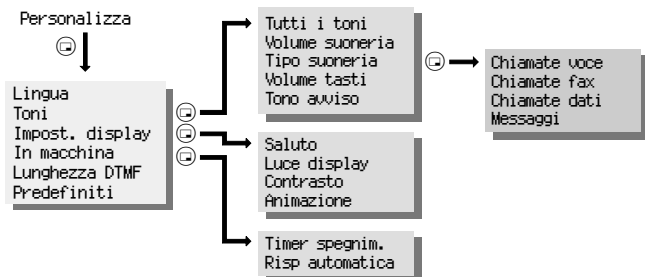 Personalizza
Lingua
Toni
Impost. display
In macchina
Lunghezza DTMF
Predefiniti
Tutti i toni
Volume suoneria
Tipo suoneria
Volume tasti
Tono avviso
Chiamate voce
Chiamate fax
Chiamate dati
Messaggi
Saluto
Luce display
Contrasto
Animazione
Timer spegnim.
Risp automatica